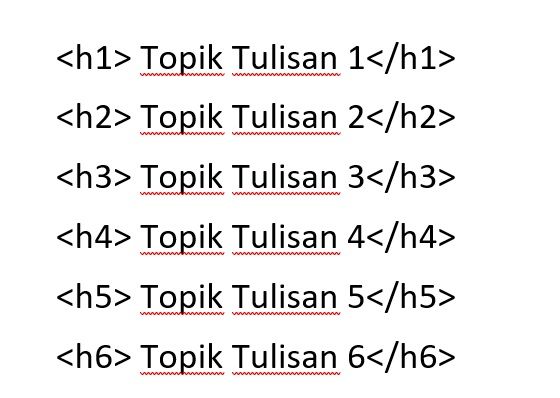 <h1> Topik Tulisan 1</h1>
<h2> Topik Tulisan 2</h2>
<h3> Topik Tulisan 3</h3>
<h4> Topik Tulisan 4</h4>
<h5> Topik Tulisan 5</h5>
<h6> Topik Tulisan 6</h6>